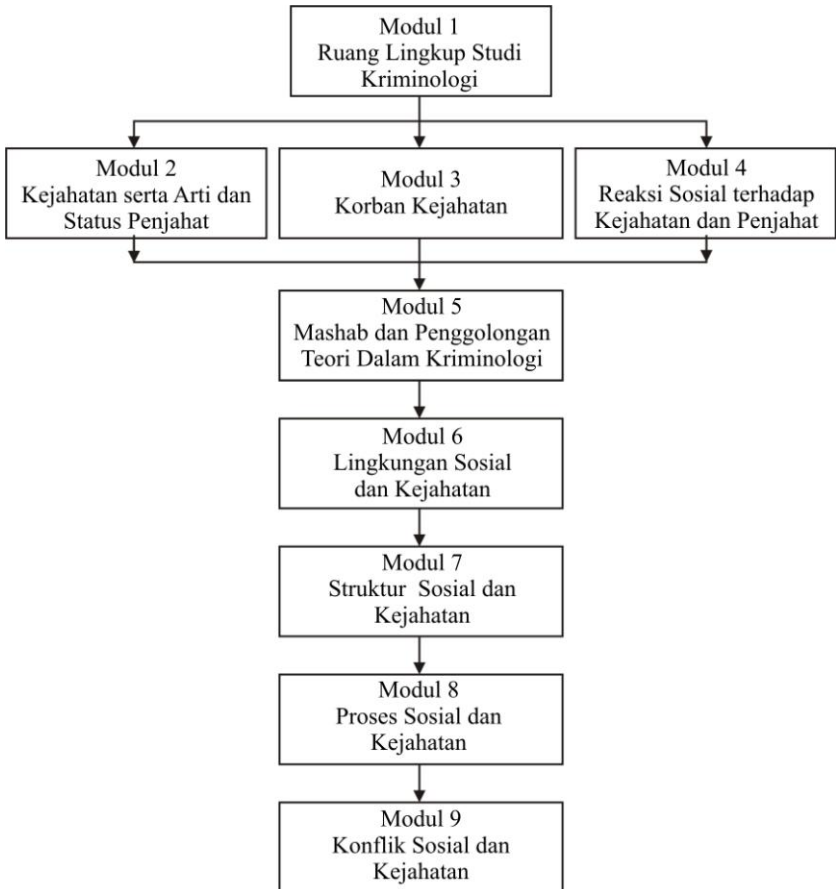 Modul 1
Ruang Lingkup Studi
Kriminologi
Modul 2
Kejahatan serta Arti dan
Status Penjahat
Modul 3
Korban Kejahatan
Modul 4
Reaksi Sosial terhadap
Kejahatan dan Penjahat
Modul 5
Mashab dan Penggolongan
Teori Dalam Kriminologi
Modul 6
Lingkungan Sosial
dan Kejahatan
Modul 7
Struktur Sosial dan
Kejahatan
Modul 8
Proses Sosial dan
Kejahatan
Modul 9
Konflik Sosial dan
Kejahatan